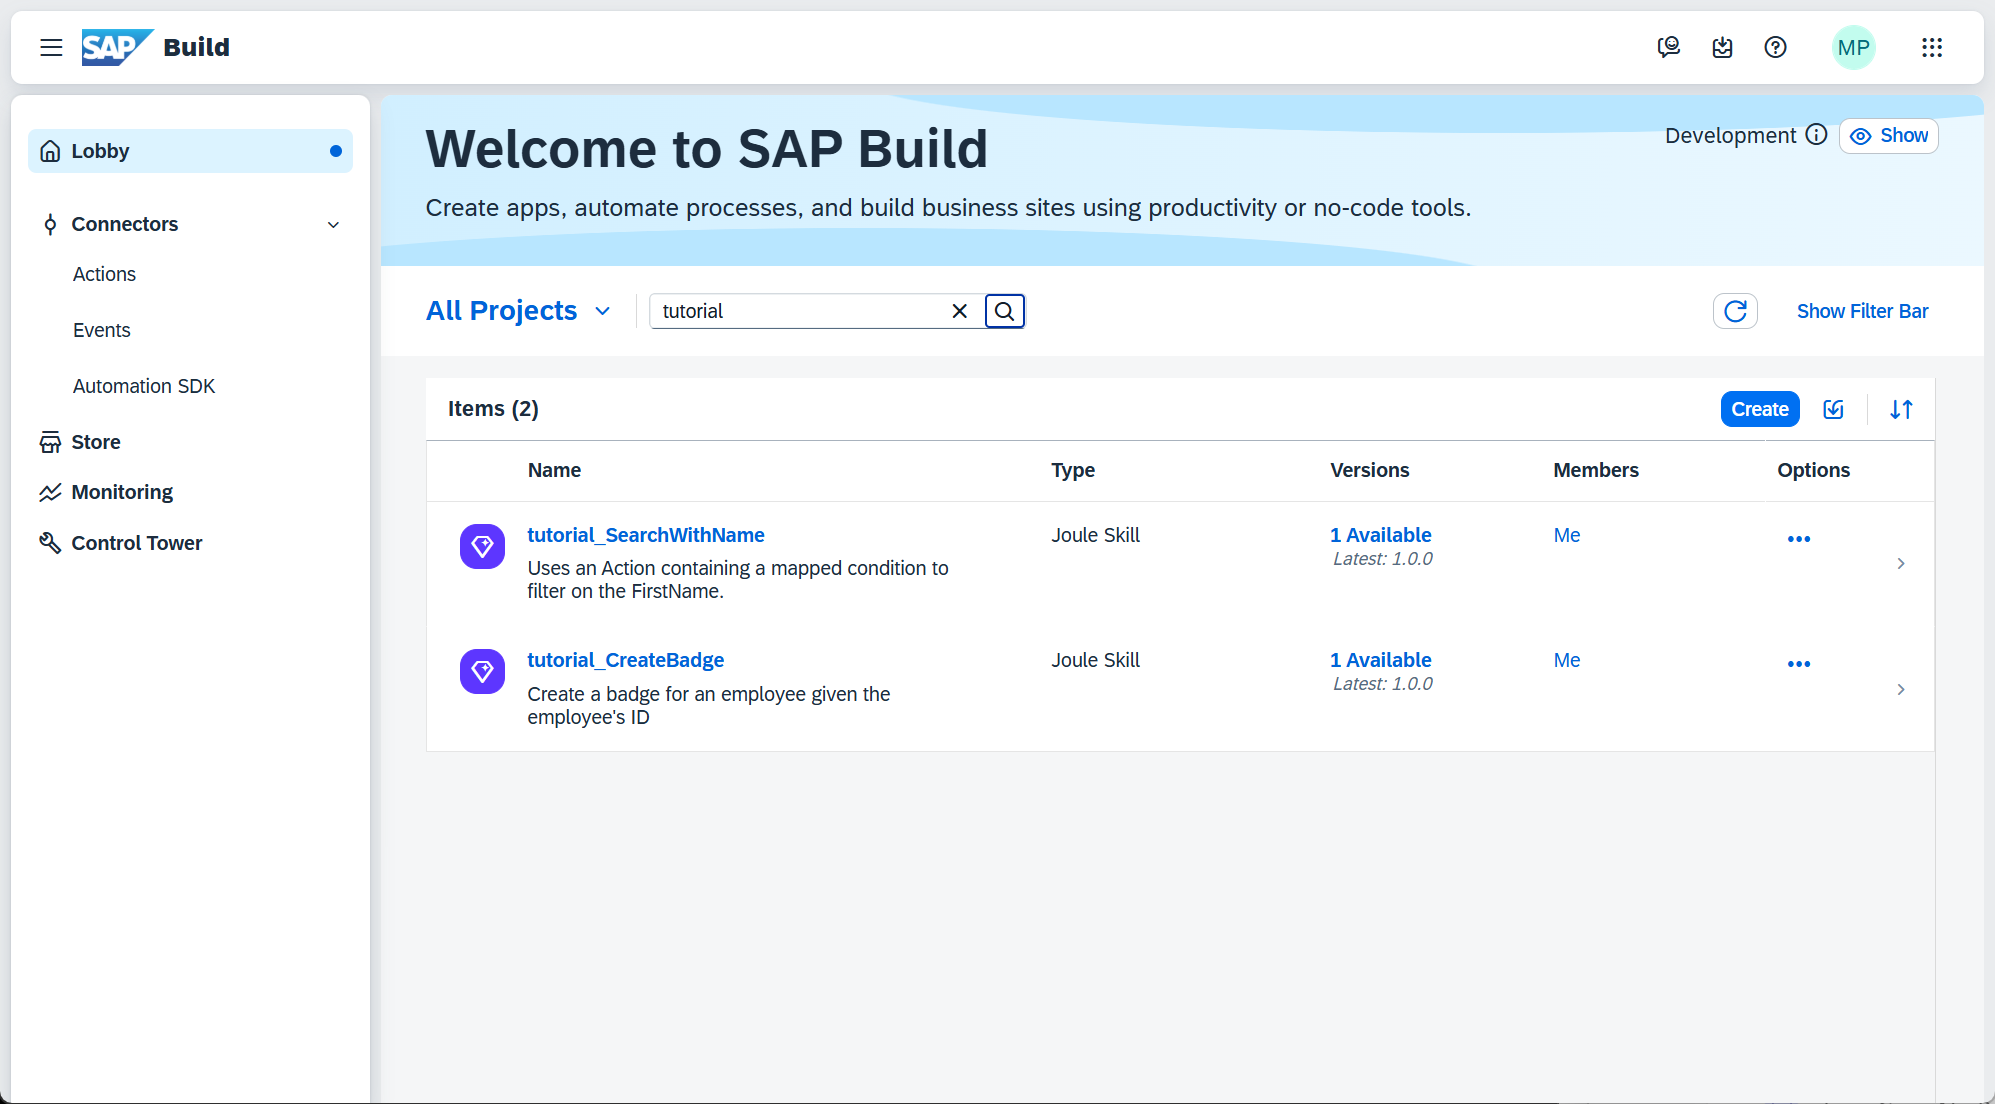 SAP Build
MP
Lobby
Connectors
Actions
Events
Automation SDK
Store
Monitoring
Control Tower
Welcome to SAP Build
Development
Show
Create apps, automate processes, and build business sites using productivity or no-code tools.
All Projects
tutorial
Show Filter Bar
Items (2)
Create
Name Type Versions Members Options
tutorial_SearchWithName Joule Skill 1 Available Me
Latest: 1.0.0
Uses an Action containing a mapped condition to
filter on the FirstName.
tutorial_CreateBadge Joule Skill 1 Available Me
Latest: 1.0.0
Create a badge for an employee given the
employee's ID